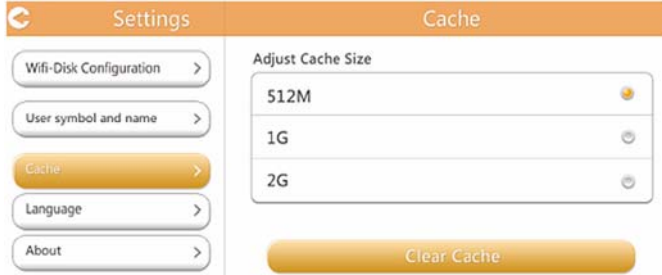 Settings
Cache
Wifi-Disk Configuration
User symbol and name
Cache
Language
About
Adjust Cache Size
512M
1G
2G
Clear Cache